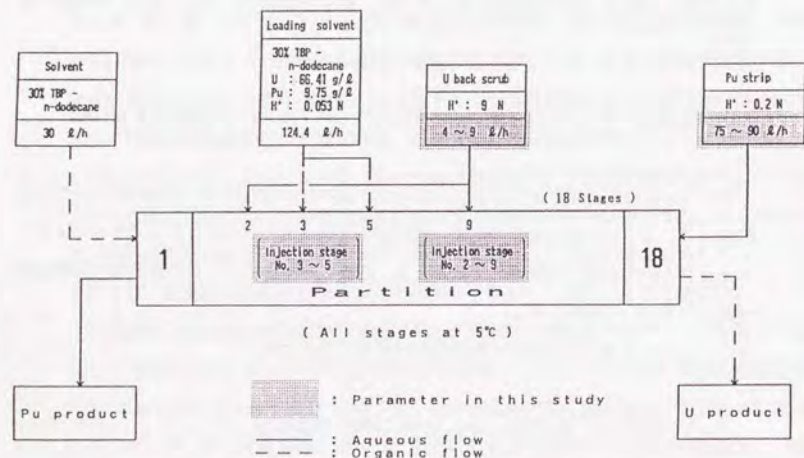 Solvent
30% TBP -
n-dodecane
30 ℓ/h
Loading solvent
30% TBP -
n-dodecane
U : 66.41 g/ℓ
Pu : 9.75 g/ℓ
H⁺ : 0.053 N
124.4 ℓ/h
U back scrub
H⁺ : 9 N
4 ~ 9 ℓ/h
Pu strip
H⁺ : 0.2 N
75 ~ 90 ℓ/h
( 18 Stages )
1
2
3
5
9
18
Injection stage
No. 3 ~ 5
Injection stage
No. 2 ~ 9
Partition
( All stages at 5℃ )
Pu product
U product
: Parameter in this study
: Aqueous flow
: Organic flow